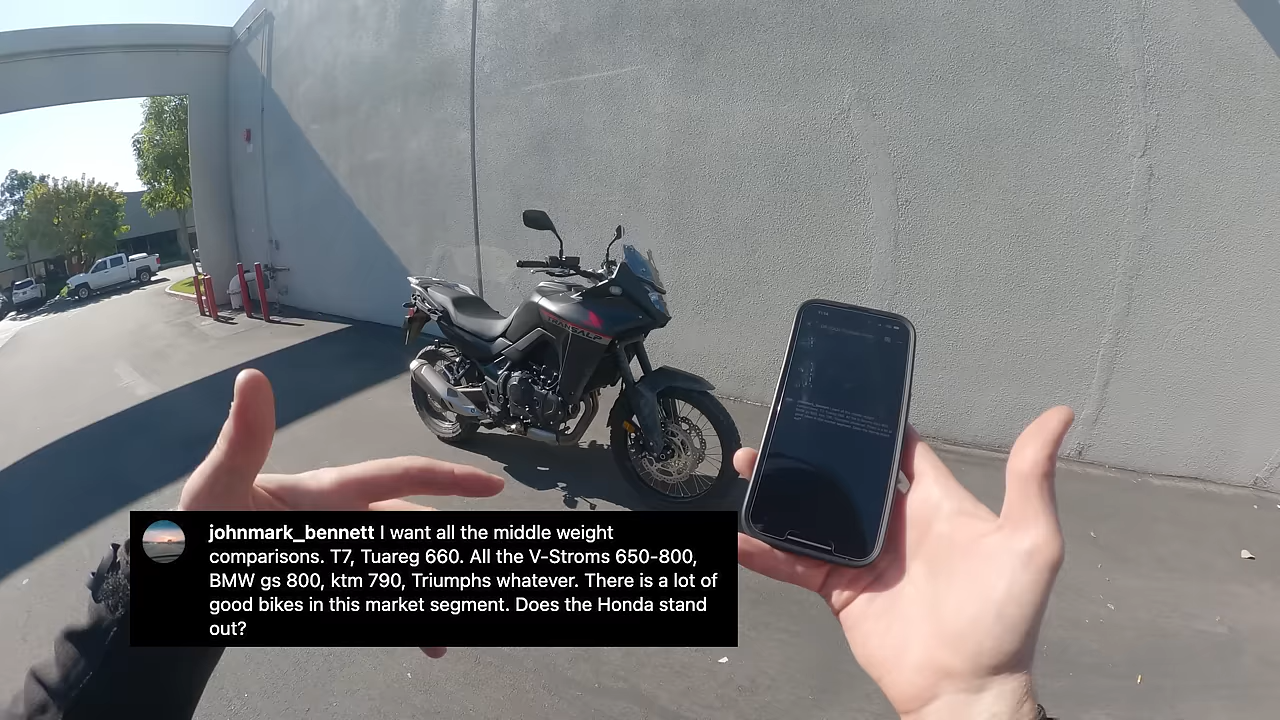 TRANSALP
johnmark_bennett I want all the middle weight
comparisons. T7, Tuareg 660. All the V-Stroms 650-800,
BMW gs 800, ktm 790, Triumphs whatever. There is a lot of
good bikes in this market segment. Does the Honda stand
out?